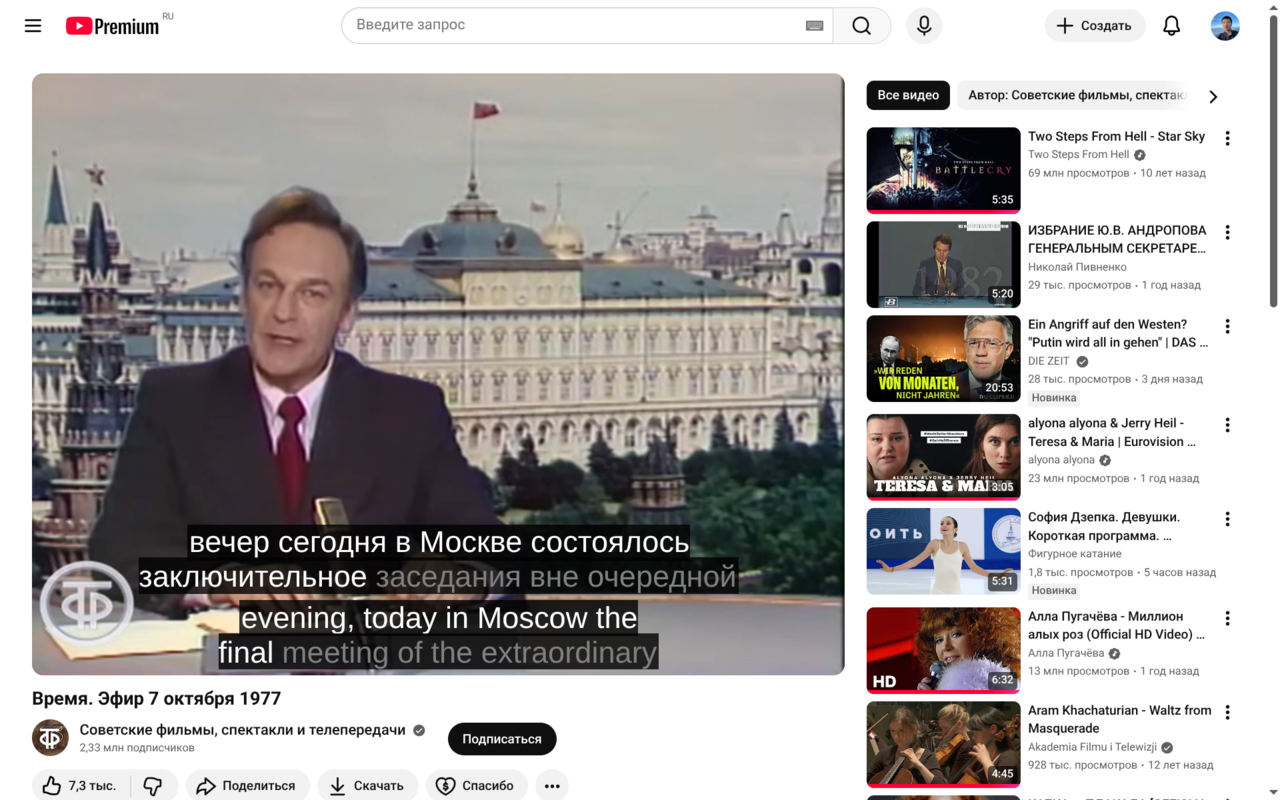 Premium
RU
Введите запрос
Создать
вечер сегодня в Москве состоялось
заключительное заседания вне очередной
evening, today in Moscow the
final meeting of the extraordinary
Время. Эфир 7 октября 1977
Советские фильмы, спектакли и телепередачи
2,33 млн подписчиков
Подписаться
7,3 тыс.
Поделиться
Скачать
Спасибо
Все видео
Автор: Советские фильмы, спектак
BATTLECRY
5:35
Two Steps From Hell - Star Sky
Two Steps From Hell
69 млн просмотров • 10 лет назад
1982
5:20
ИЗБРАНИЕ Ю.В. АНДРОПОВА
ГЕНЕРАЛЬНЫМ СЕКРЕТАРЕ...
Николай Пивненко
29 тыс. просмотров • 1 год назад
»WIR REDEN
VON MONATEN,
NICHT JAHREN«
20:53
Ein Angriff auf den Westen?
"Putin wird all in gehen" | DAS ...
DIE ZEIT
28 тыс. просмотров • 3 дня назад
Новинка
ALYONA ALYONA & JERRY HEIL
TERESA & MA
3:05
alyona alyona & Jerry Heil -
Teresa & Maria | Eurovision ...
alyona alyona
23 млн просмотров • 1 год назад
ОИТЬ
5:31
София Дзепка. Девушки.
Короткая программа. ...
Фигурное катание
1,8 тыс. просмотров • 5 часов назад
Новинка
HD
6:32
Алла Пугачёва - Миллион
алых роз (Official HD Video) ...
Алла Пугачёва
13 млн просмотров • 1 год назад
4:45
Aram Khachaturian - Waltz from
Masquerade
Akademia Filmu i Telewizji
928 тыс. просмотров • 12 лет назад